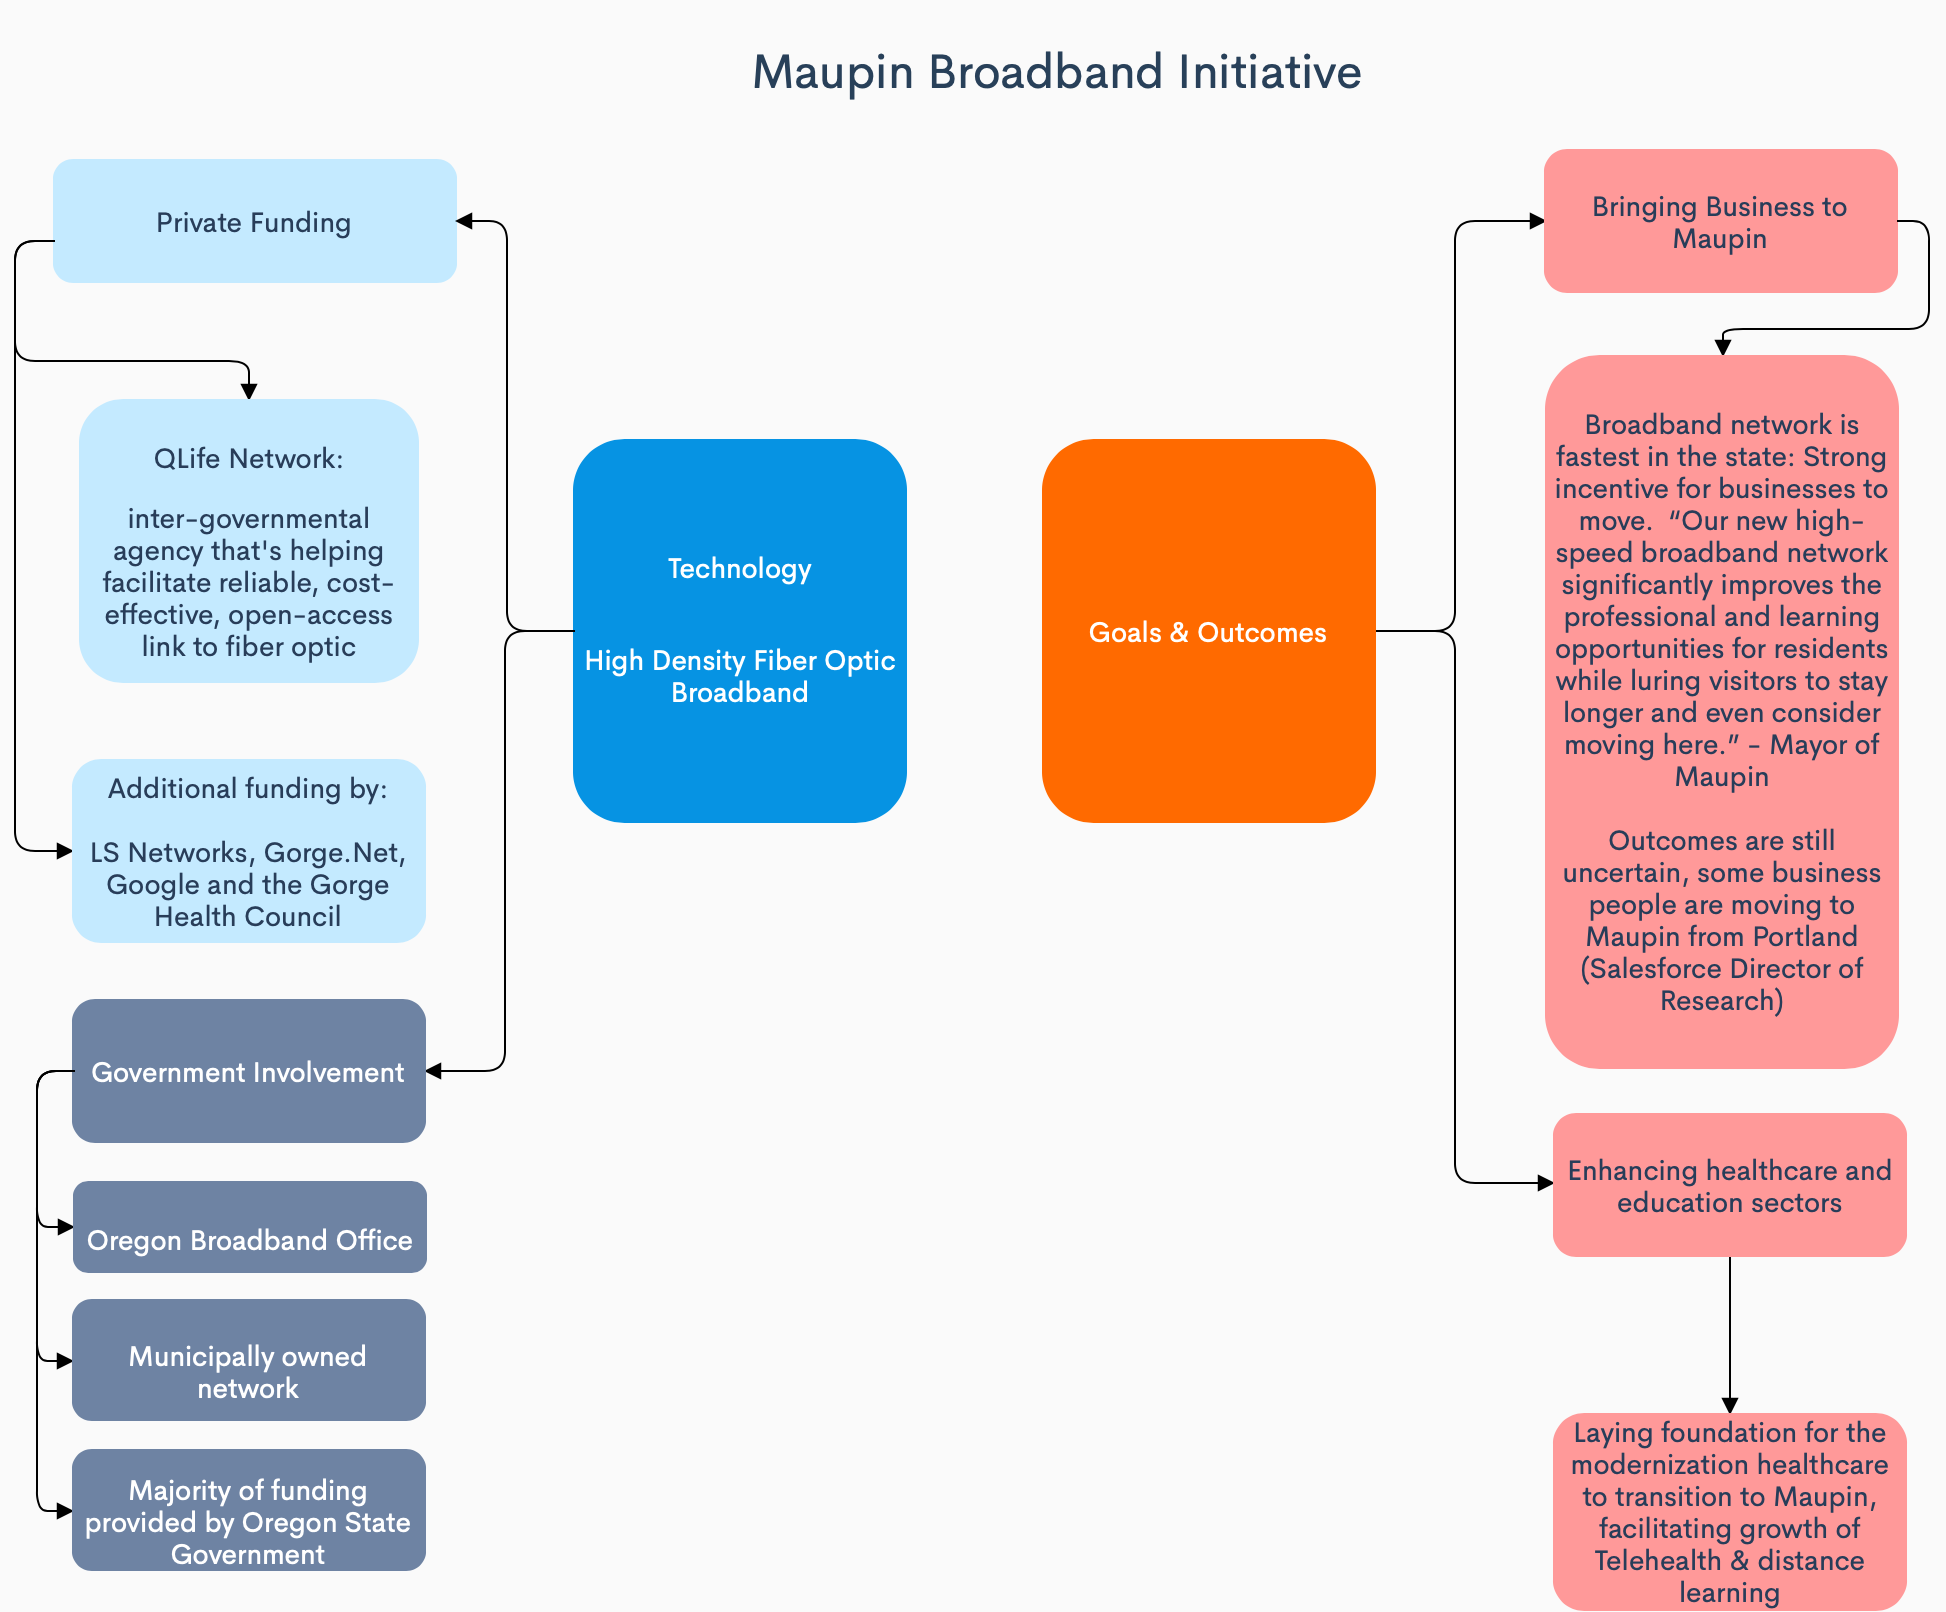 Maupin Broadband Initiative
Private Funding
QLife Network:
inter-governmental
agency that's helping
facilitate reliable, cost-
effective, open-access
link to fiber optic
Additional funding by:
LS Networks, Gorge.Net,
Google and the Gorge
Health Council
Government Involvement
Oregon Broadband Office
Municipally owned
network
Majority of funding
provided by Oregon State
Government
Technology
High Density Fiber Optic
Broadband
Goals & Outcomes
Bringing Business to
Maupin
Broadband network is
fastest in the state: Strong
incentive for businesses to
move.  “Our new high-
speed broadband network
significantly improves the
professional and learning
opportunities for residents
while luring visitors to stay
longer and even consider
moving here.” - Mayor of
Maupin
Outcomes are still
uncertain, some business
people are moving to
Maupin from Portland
(Salesforce Director of
Research)
Enhancing healthcare and
education sectors
Laying foundation for the
modernization healthcare
to transition to Maupin,
facilitating growth of
Telehealth & distance
learning